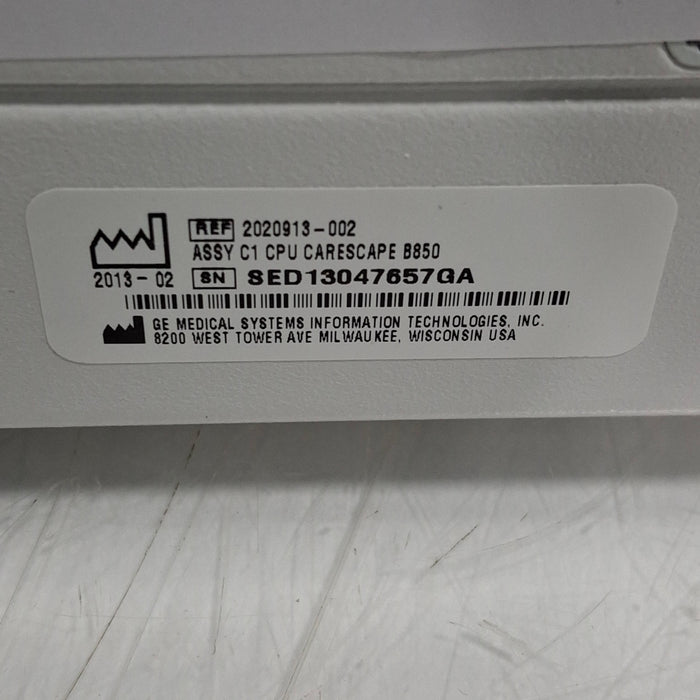 REF 2020913-002
ASSY C1 CPU CARESCAPE B850
2013-02 SN SED13047657GA
GE MEDICAL SYSTEMS INFORMATION TECHNOLOGIES, INC.
8200 WEST TOWER AVE MILWAUKEE, WISCONSIN USA